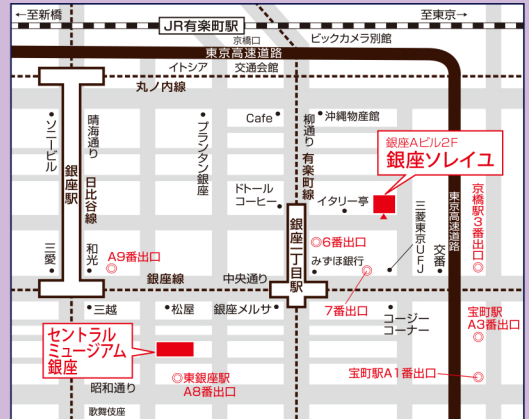 ←至新橋
至東京→
JR有楽町駅
京橋口
ビックカメラ別館
東京高速道路
イトシア
交通会館
丸ノ内線
ソニービル
晴海通り
プランタン銀座
Cafe
柳通り
沖縄物産館
銀座Aビル2F
銀座ソレイユ
銀座駅
日比谷線
有楽町線
ドトール
コーヒー
イタリー亭
三菱東京UFJ
東京高速道路
京橋駅3番出口
三愛
和光
A9番出口
銀座一丁目駅
6番出口
みずほ銀行
交番
銀座線
中央通り
7番出口
三越
松屋
銀座メルサ
コージー
コーナー
宝町駅
A3番出口
セントラル
ミュージアム
銀座
東銀座駅
A8番出口
宝町駅A1番出口
昭和通り
歌舞伎座